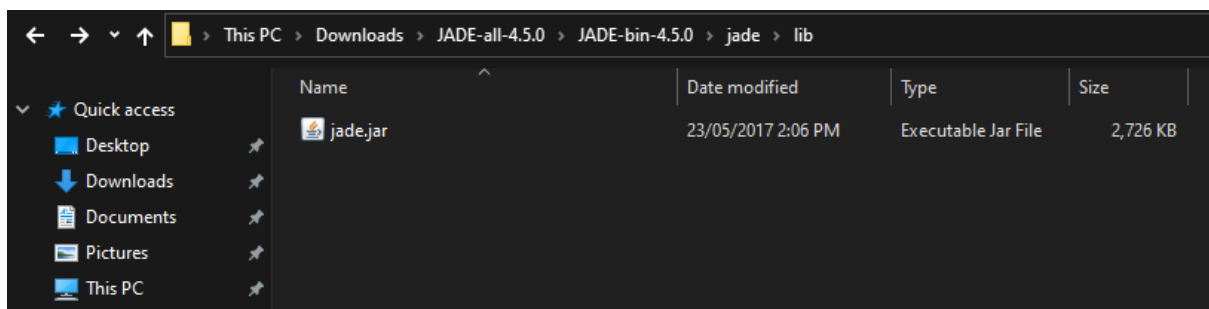 This PC > Downloads > JADE-all-4.5.0 > JADE-bin-4.5.0 > jade > lib
Name Date modified Type Size
Quick access
jade.jar 23/05/2017 2:06 PM Executable Jar File 2,726 KB
Desktop
Downloads
Documents
Pictures
This PC